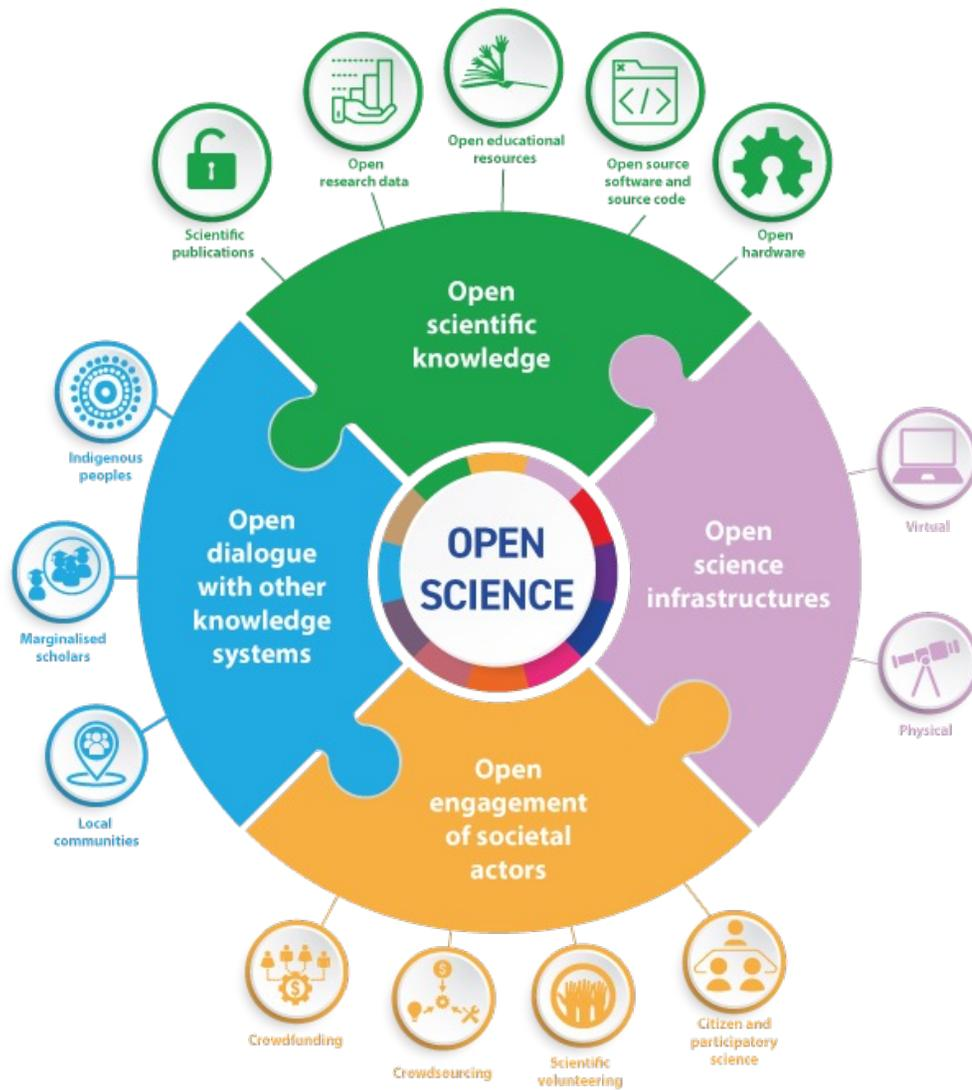 Open educational
resources
Open
research data
Open source
software and
source code
Scientific
publications
Open
hardware
Open
scientific
knowledge
Indigenous
peoples
Marginalised
scholars
Local
communities
Open
dialogue
with other
knowledge
systems
OPEN
SCIENCE
Open
science
infrastructures
Virtual
Physical
Open
engagement
of societal
actors
Crowdfunding
Crowdsourcing
Scientific
volunteering
Citizen and
participatory
science